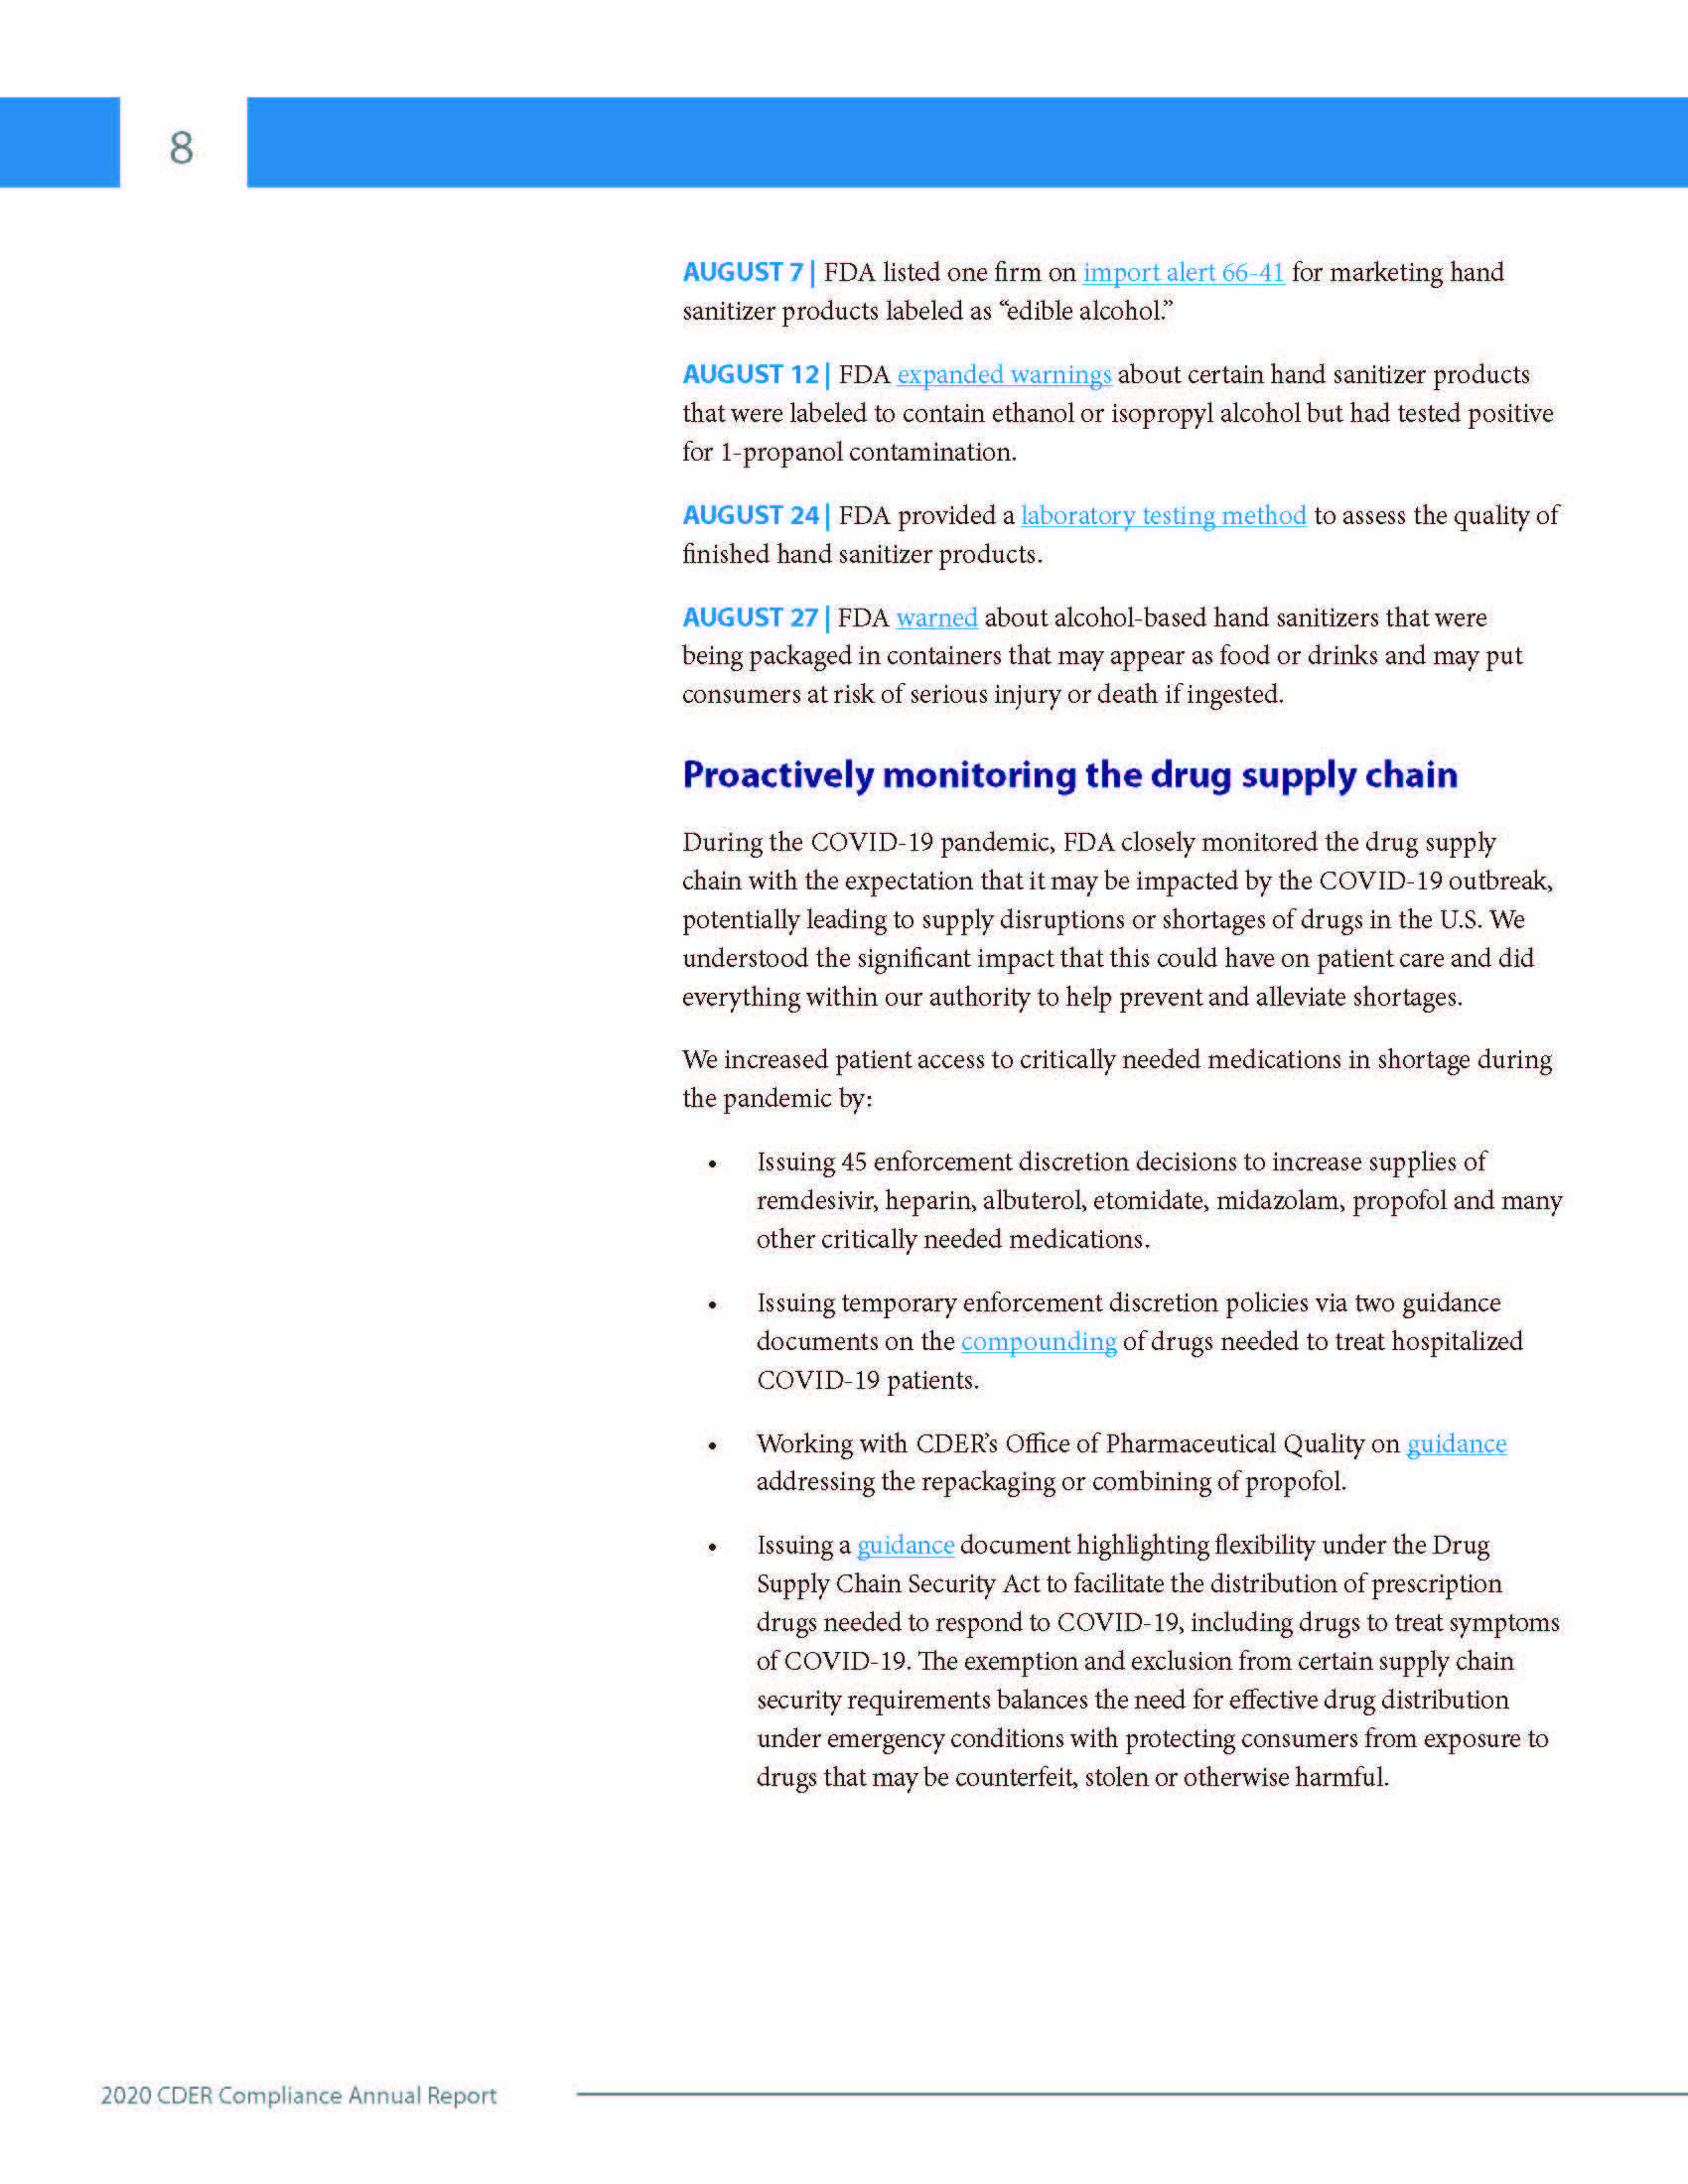 8
AUGUST 7 | FDA listed one firm on import alert 66-41 for marketing hand
sanitizer products labeled as “edible alcohol.”
AUGUST 12 | FDA expanded warnings about certain hand sanitizer products
that were labeled to contain ethanol or isopropyl alcohol but had tested positive
for 1-propanol contamination.
AUGUST 24 | FDA provided a laboratory testing method to assess the quality of
finished hand sanitizer products.
AUGUST 27 | FDA warned about alcohol-based hand sanitizers that were
being packaged in containers that may appear as food or drinks and may put
consumers at risk of serious injury or death if ingested.
Proactively monitoring the drug supply chain
During the COVID-19 pandemic, FDA closely monitored the drug supply
chain with the expectation that it may be impacted by the COVID-19 outbreak,
potentially leading to supply disruptions or shortages of drugs in the U.S. We
understood the significant impact that this could have on patient care and did
everything within our authority to help prevent and alleviate shortages.
We increased patient access to critically needed medications in shortage during
the pandemic by:
• Issuing 45 enforcement discretion decisions to increase supplies of
remdesivir, heparin, albuterol, etomidate, midazolam, propofol and many
other critically needed medications.
• Issuing temporary enforcement discretion policies via two guidance
documents on the compounding of drugs needed to treat hospitalized
COVID-19 patients.
• Working with CDER’s Office of Pharmaceutical Quality on guidance
addressing the repackaging or combining of propofol.
• Issuing a guidance document highlighting flexibility under the Drug
Supply Chain Security Act to facilitate the distribution of prescription
drugs needed to respond to COVID-19, including drugs to treat symptoms
of COVID-19. The exemption and exclusion from certain supply chain
security requirements balances the need for effective drug distribution
under emergency conditions with protecting consumers from exposure to
drugs that may be counterfeit, stolen or otherwise harmful.
2020 CDER Compliance Annual Report